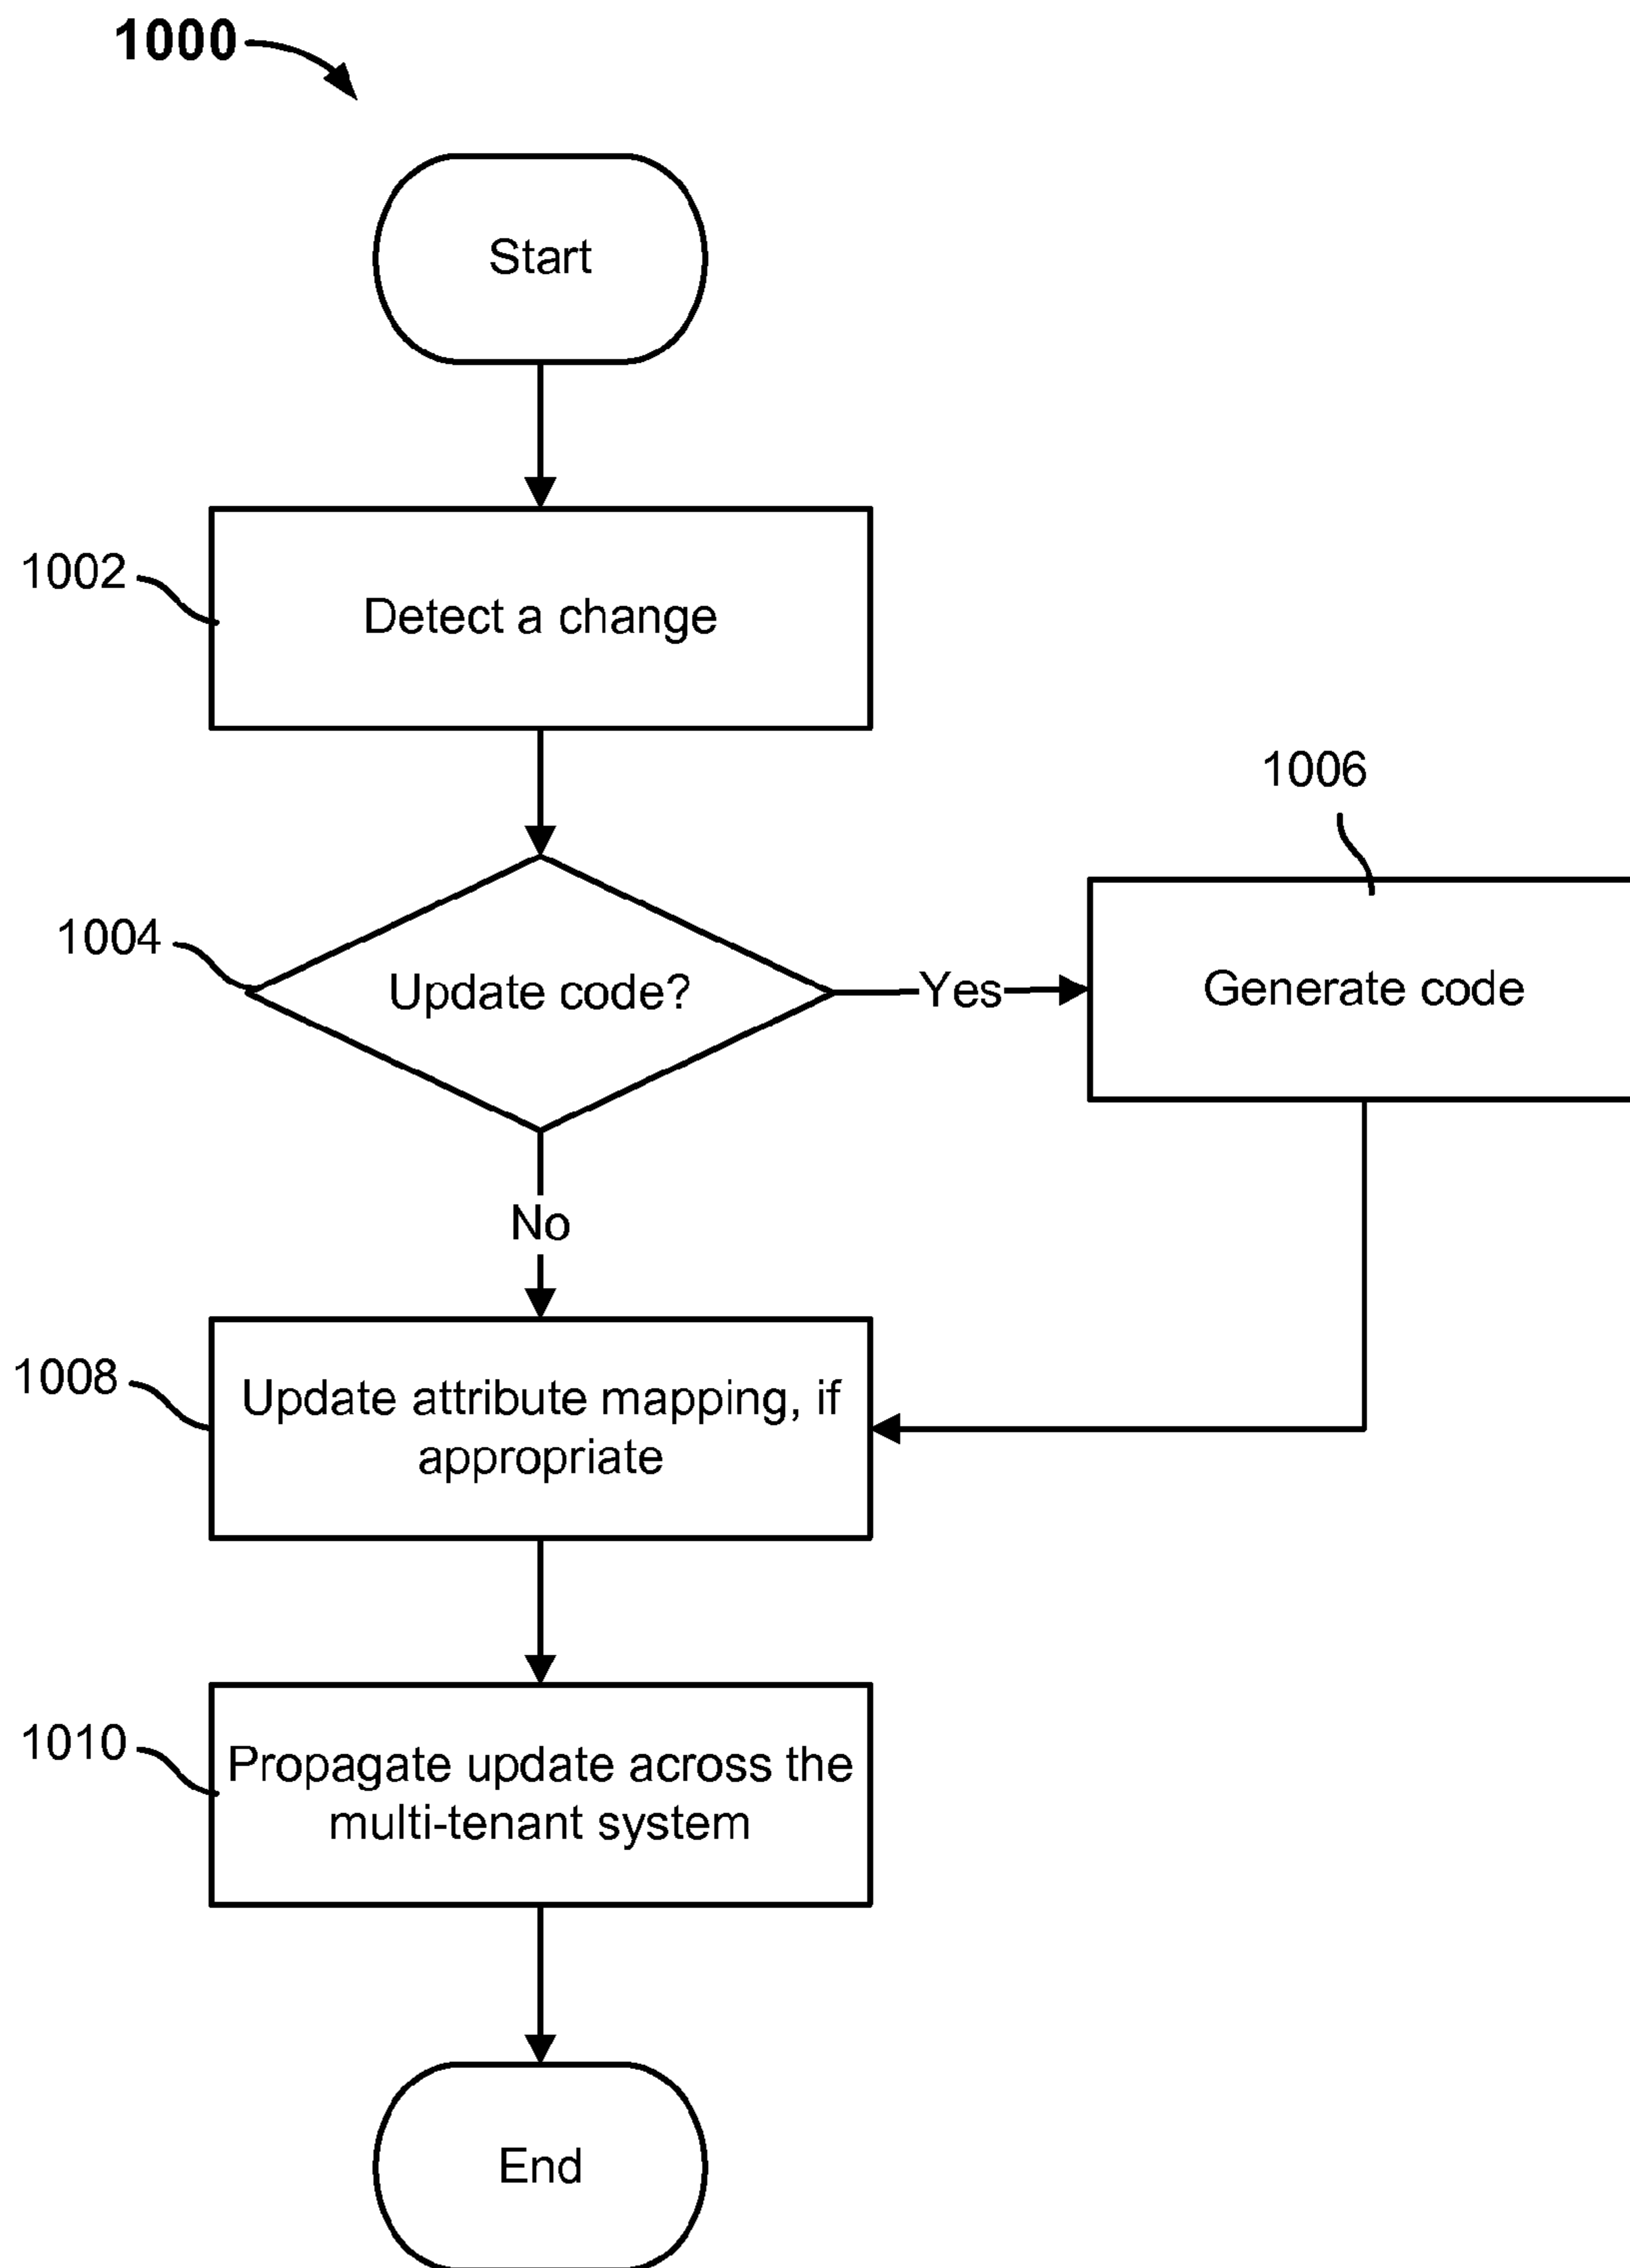 1000
Start
1002
Detect a change
1004
Update code?
Yes
1006
Generate code
No
1008
Update attribute mapping, if
appropriate
1010
Propagate update across the
multi-tenant system
End